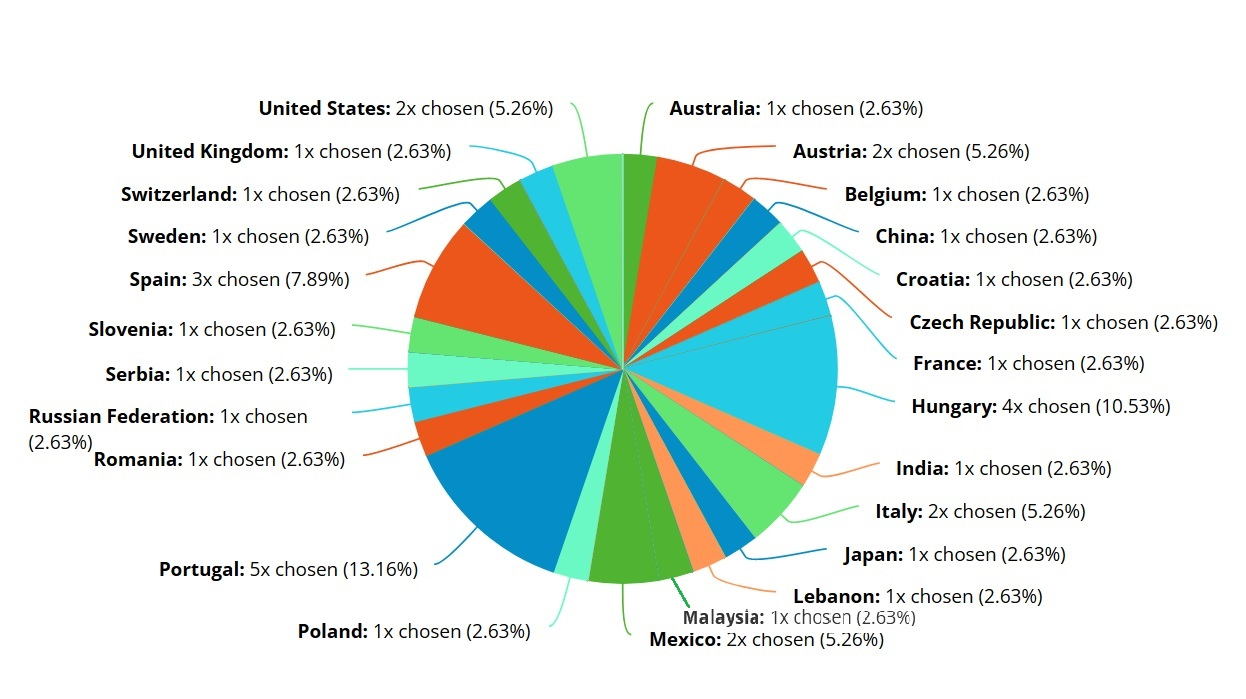 United States: 2x chosen (5.26%)
Australia: 1x chosen (2.63%)
United Kingdom: 1x chosen (2.63%)
Austria: 2x chosen (5.26%)
Switzerland: 1x chosen (2.63%)
Belgium: 1x chosen (2.63%)
Sweden: 1x chosen (2.63%)
China: 1x chosen (2.63%)
Spain: 3x chosen (7.89%)
Croatia: 1x chosen (2.63%)
Slovenia: 1x chosen (2.63%)
Czech Republic: 1x chosen (2.63%)
Serbia: 1x chosen (2.63%)
France: 1x chosen (2.63%)
Russian Federation: 1x chosen
(2.63%)
Hungary: 4x chosen (10.53%)
Romania: 1x chosen (2.63%)
India: 1x chosen (2.63%)
Italy: 2x chosen (5.26%)
Portugal: 5x chosen (13.16%)
Japan: 1x chosen (2.63%)
Lebanon: 1x chosen (2.63%)
Malaysia: 1x chosen (2.63%)
Poland: 1x chosen (2.63%)
Mexico: 2x chosen (5.26%)